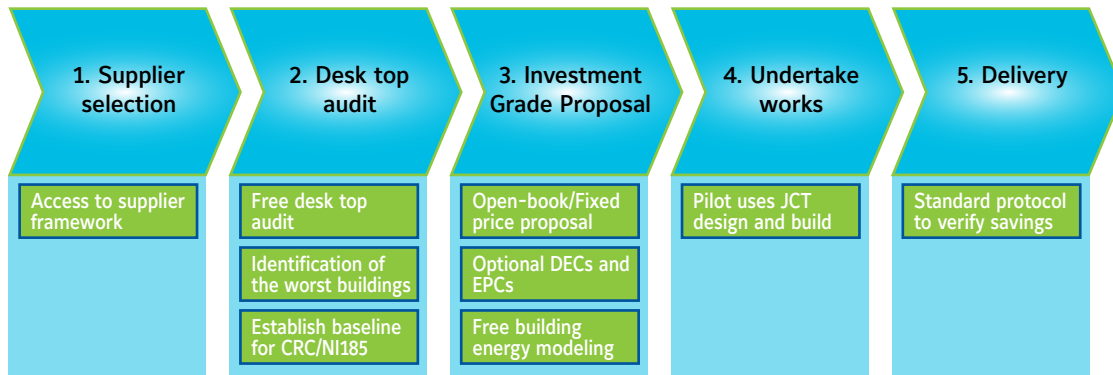 1. Supplier
selection
2. Desk top
audit
3. Investment
Grade Proposal
4. Undertake
works
5. Delivery
Access to supplier
framework
Free desk top
audit
Identification of
the worst buildings
Establish baseline
for CRC/NI185
Open-book/Fixed
price proposal
Optional DECs and
EPCs
Free building
energy modeling
Pilot uses JCT
design and build
Standard protocol
to verify savings